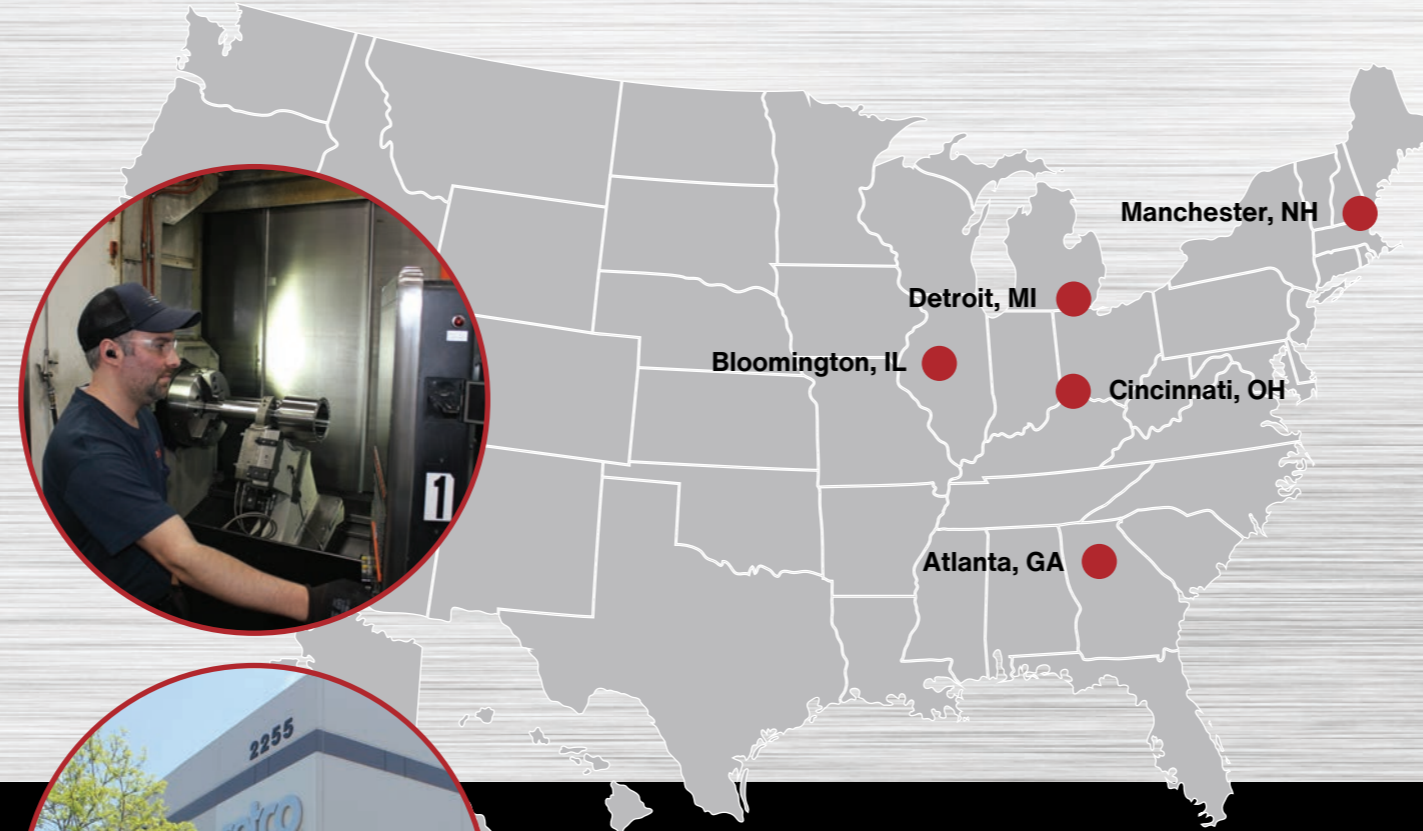 Manchester, NH
Detroit, MI
Bloomington, IL
Cincinnati, OH
1
Atlanta, GA
2255